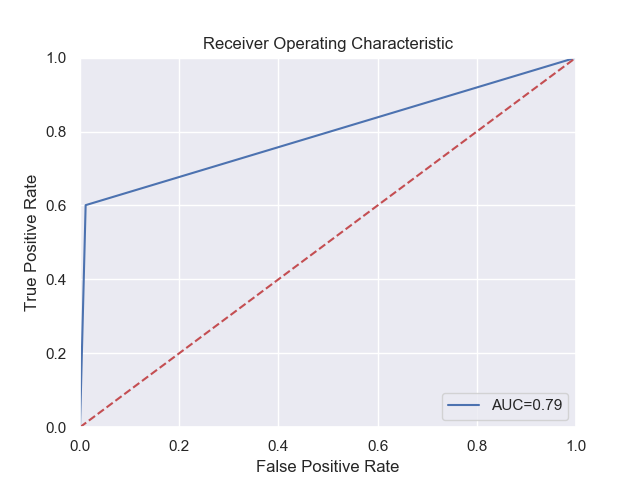 Receiver Operating Characteristic
True Positive Rate
1.0
0.8
0.6
0.4
0.2
0.0
AUC=0.79
0.0 0.2 0.4 0.6 0.8 1.0
False Positive Rate